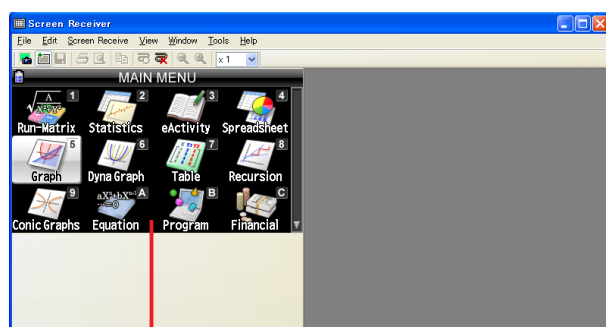 Screen Receiver
File Edit Screen Receive View Window Tools Help
x 1
MAIN MENU
1 2 3 4
Run-Matrix Statistics eActivity Spreadsheet
5 6 7 8
Graph Dyna Graph Table Recursion
9 A B C
Conic Graphs Equation Program Financial